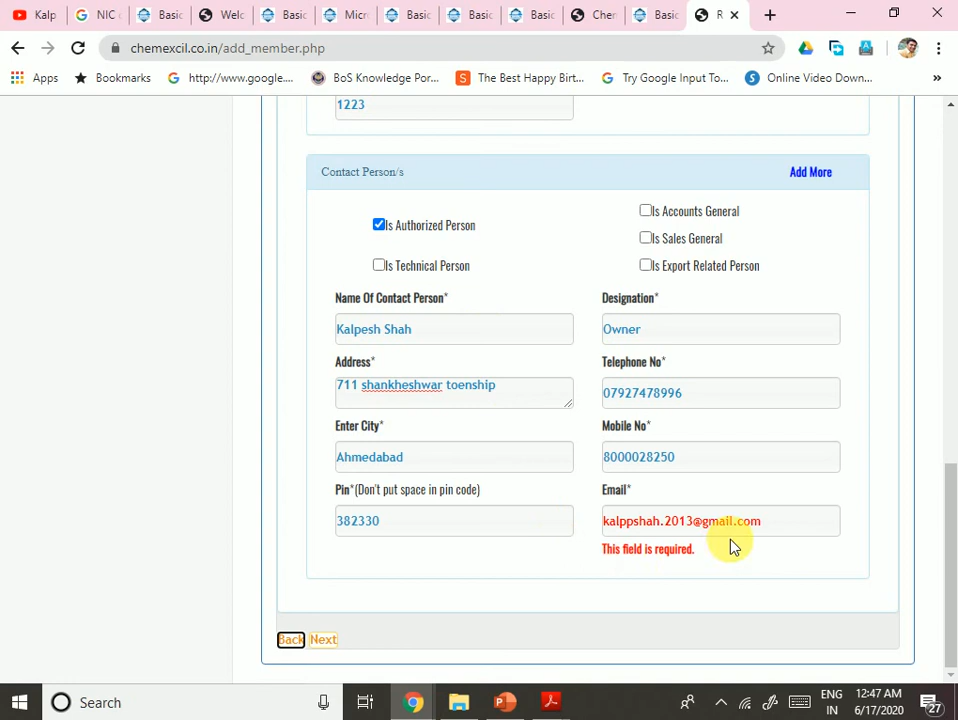 Kalp
NIC c
Basic
Welc
Basic
Micr
Basic
Basic
Basic
Chen
Basic
R
chemexcil.co.in/add_member.php
Apps
Bookmarks
http://www.google....
BoS Knowledge Por...
The Best Happy Birt...
Try Google Input To...
Online Video Down...
»
1223
Contact Person/s
Add More
Is Authorized Person
Is Accounts General
Is Sales General
Is Technical Person
Is Export Related Person
Name Of Contact Person*
Designation*
Kalpesh Shah
Owner
Address*
Telephone No*
711 shankheshwar toenship
07927478996
Enter City*
Mobile No*
Ahmedabad
8000028250
Pin*(Don't put space in pin code)
Email*
382330
kalppshah.2013@gmail.com
This field is required.
Back Next
Search
ENG
12:47 AM
IN
6/17/2020
27